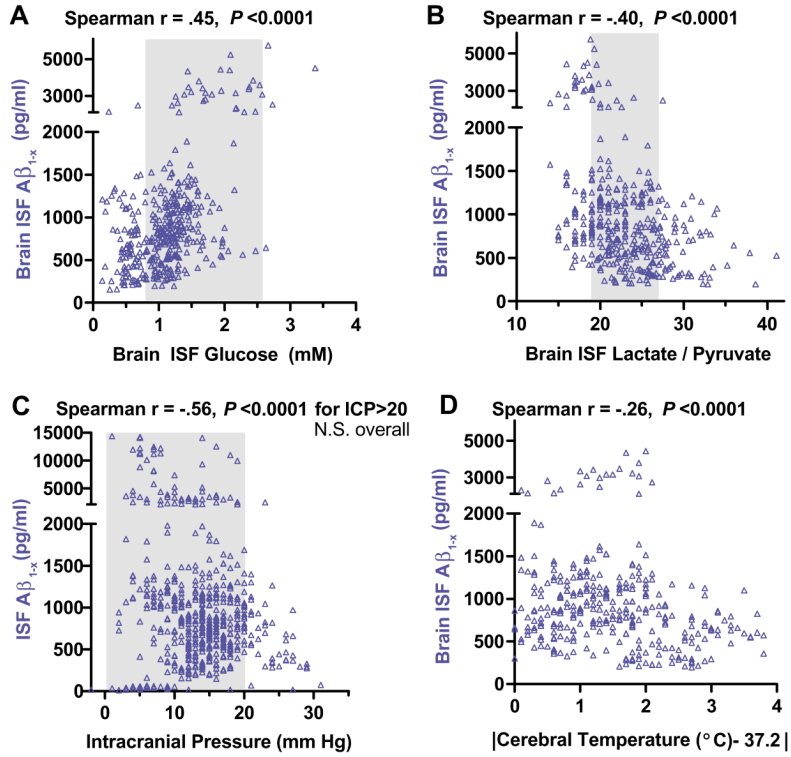 A
Spearman r = .45, P <0.0001
Brain ISF Aβ1-x (pg/ml)
5000
3000
2000
1500
1000
500
0
0 1 2 3 4
Brain ISF Glucose (mM)
B
Spearman r = -.40, P <0.0001
Brain ISF Aβ1-x (pg/ml)
5000
3000
2000
1500
1000
500
0
10 20 30 40
Brain ISF Lactate / Pyruvate
C
Spearman r = -.56, P <0.0001 for ICP>20
N.S. overall
ISF Aβ1-x (pg/ml)
15000
10000
5000
2000
1500
1000
500
0
0 10 20 30
Intracranial Pressure (mm Hg)
D
Spearman r = -.26, P <0.0001
Brain ISF Aβ1-x (pg/ml)
5000
3000
2000
1500
1000
500
0
0 1 2 3 4
|Cerebral Temperature (°C)- 37.2|